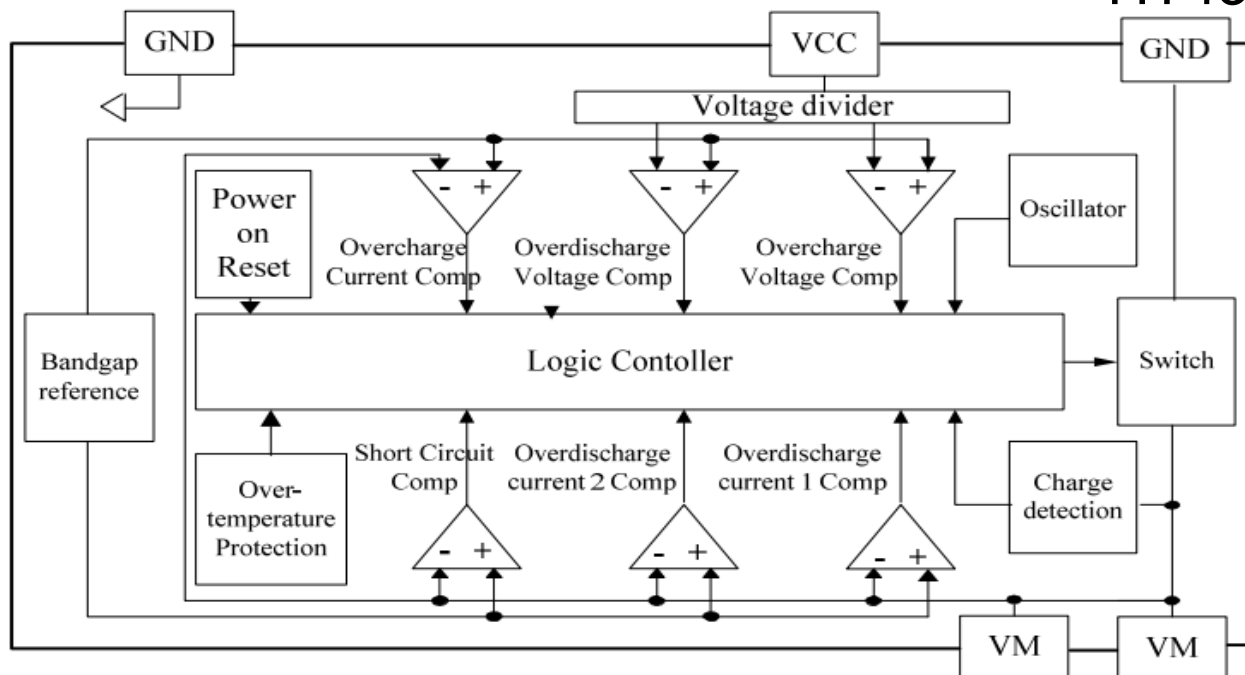 GND
VCC
GND
Voltage divider
- +
- +
- +
Power
on
Reset
Overcharge
Current Comp
Overdischarge
Voltage Comp
Overcharge
Voltage Comp
Oscillator
Bandgap
reference
Logic Contoller
Switch
Over-
temperature
Protection
Short Circuit
Comp
Overdischarge
current 2 Comp
Overdischarge
current 1 Comp
Charge
detection
- +
- +
- +
VM
VM